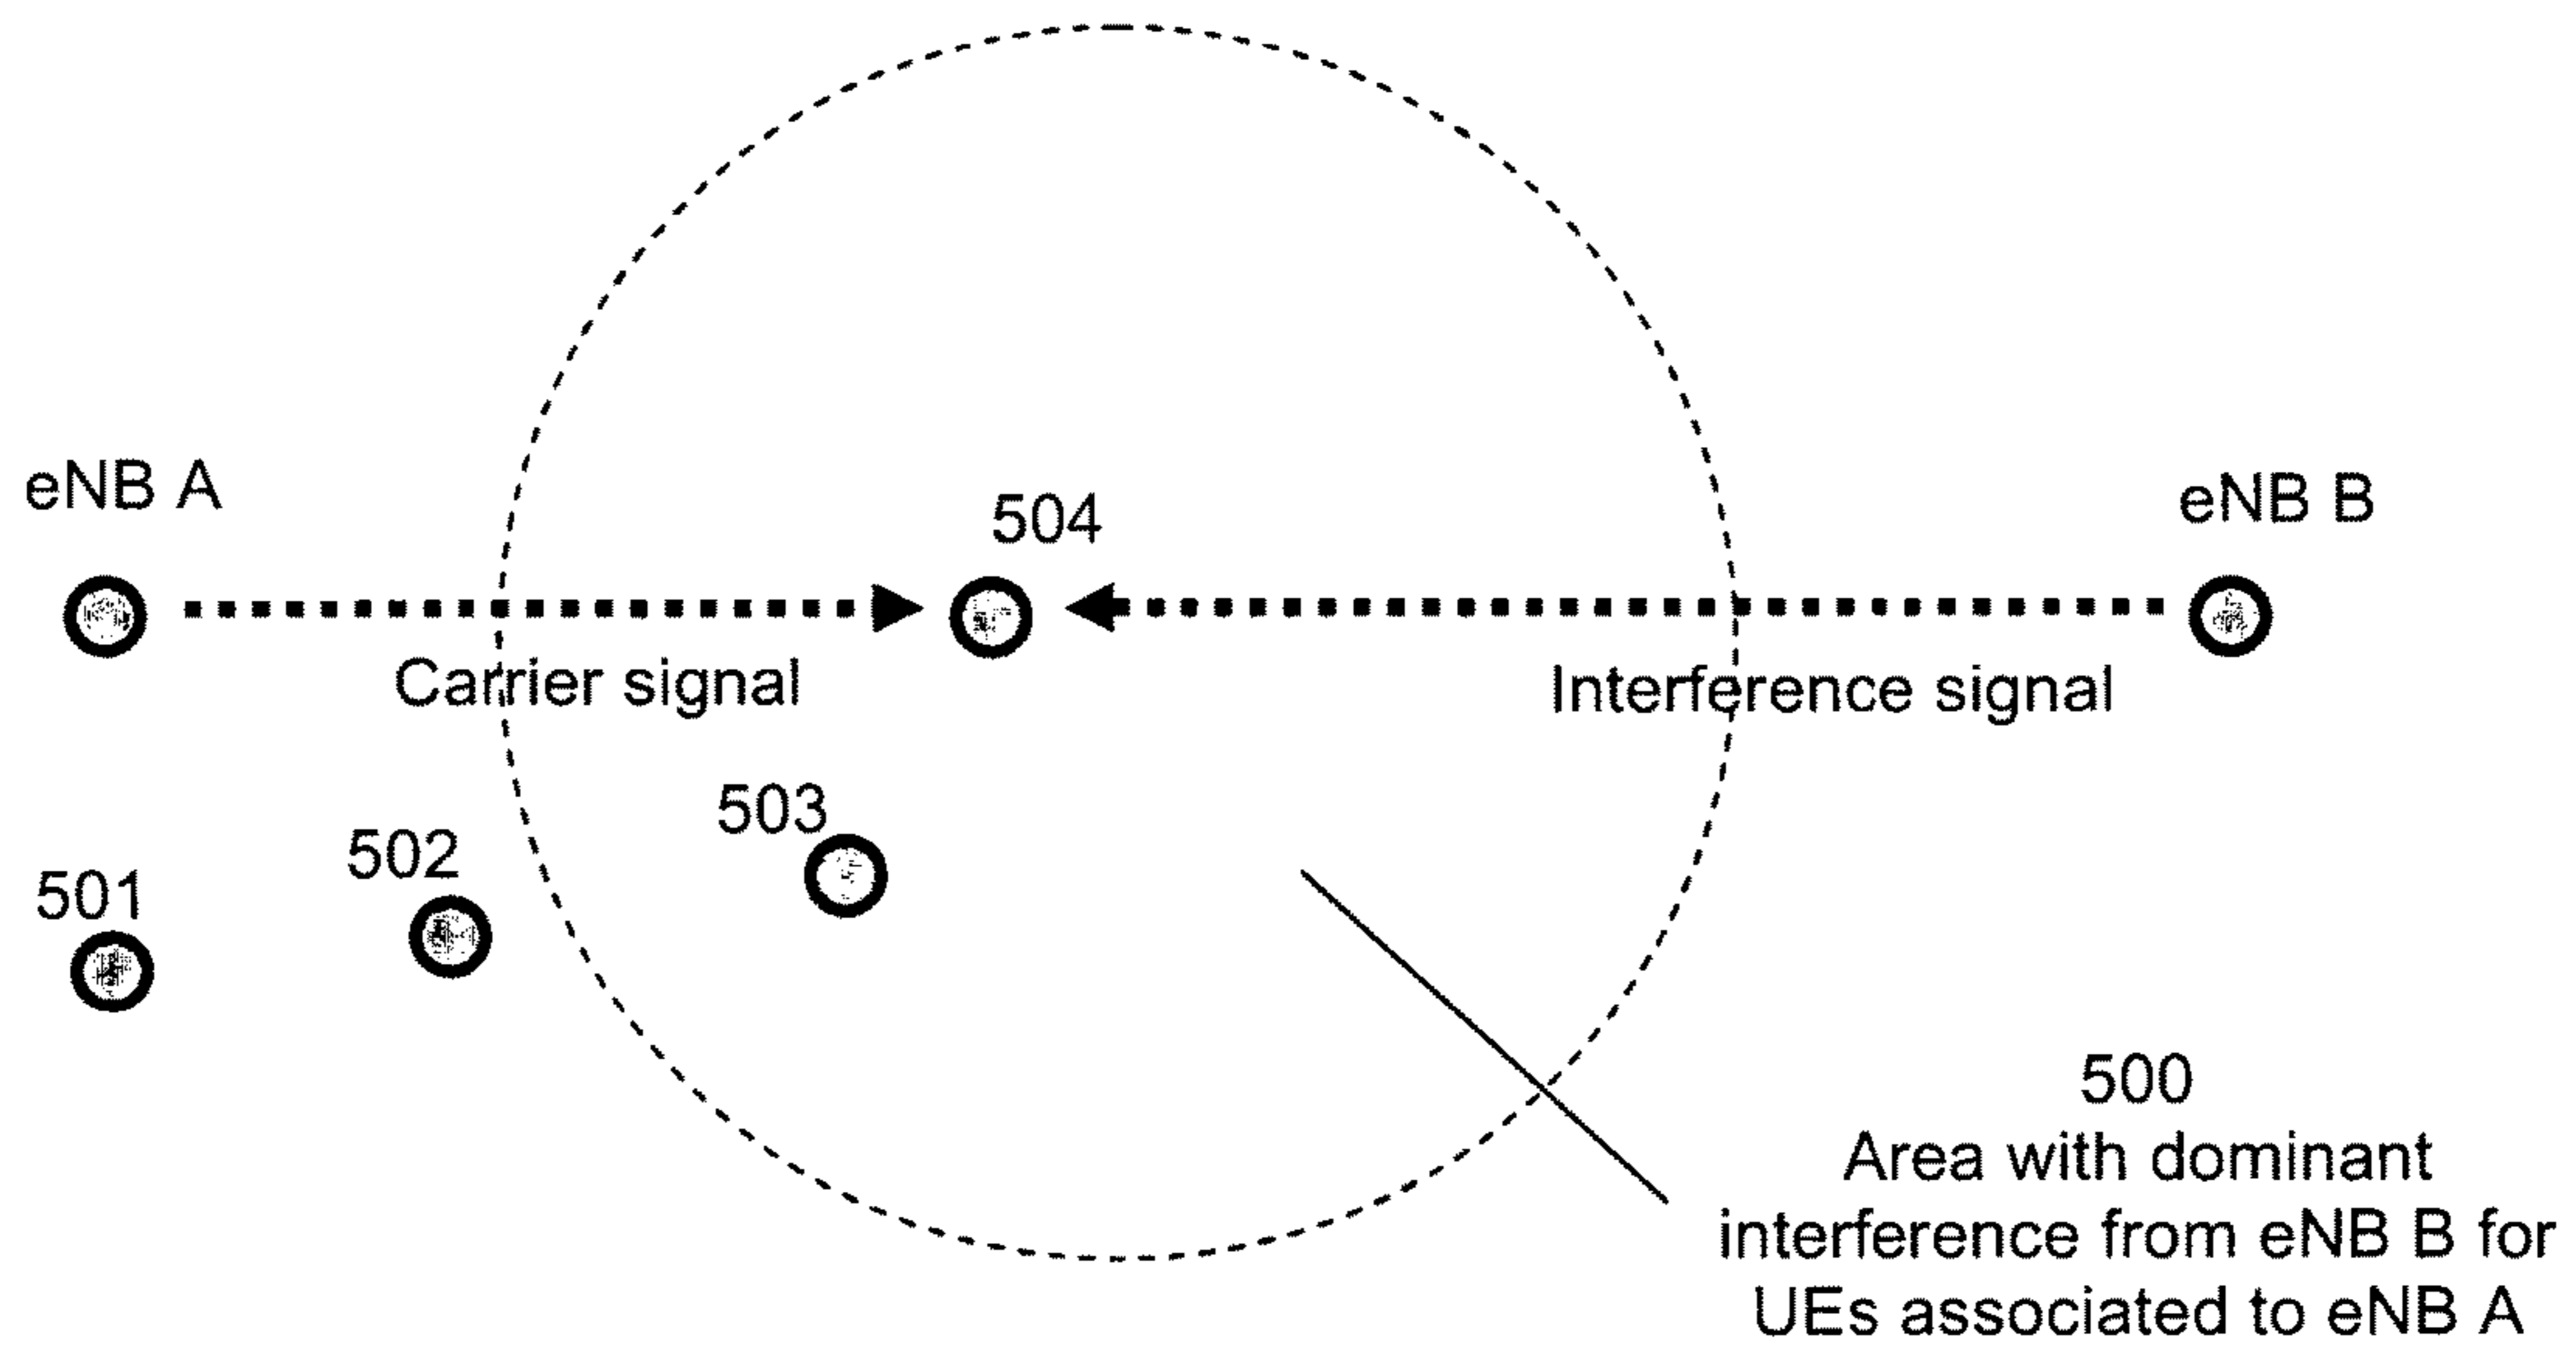 eNB A
504
eNB B
Carrier signal
Interference signal
503
502
501
500
Area with dominant
interference from eNB B for
UEs associated to eNB A